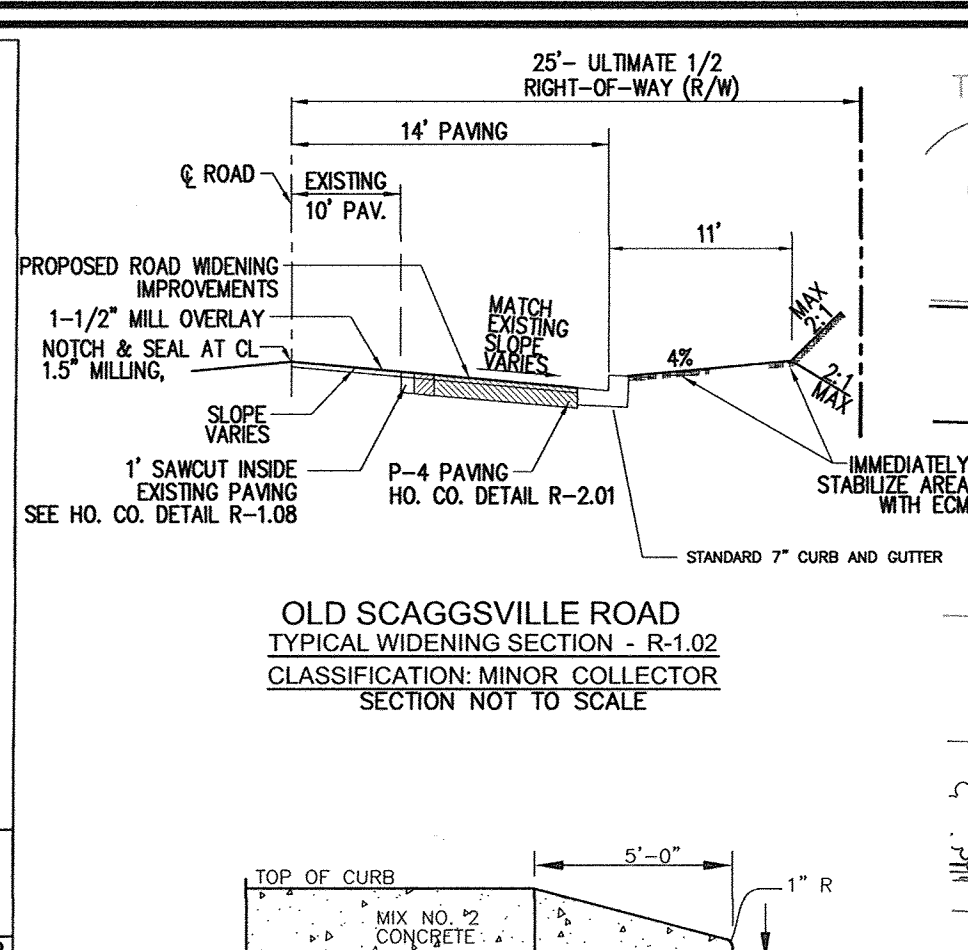 25'- ULTIMATE 1/2
RIGHT-OF-WAY (R/W)
14' PAVING
℄ ROAD
EXISTING
10' PAV.
11'
PROPOSED ROAD WIDENING
IMPROVEMENTS
1-1/2" MILL OVERLAY
NOTCH & SEAL AT CL
1.5" MILLING,
MATCH
EXISTING
SLOPE
VARIES
4%
MAX
2:1
2:1
MAX
SLOPE
VARIES
1' SAWCUT INSIDE
EXISTING PAVING
SEE HO. CO. DETAIL R-1.08
P-4 PAVING
HO. CO. DETAIL R-2.01
IMMEDIATELY
STABILIZE AREA
WITH ECM
STANDARD 7" CURB AND GUTTER
OLD SCAGGSVILLE ROAD
TYPICAL WIDENING SECTION - R-1.02
CLASSIFICATION: MINOR COLLECTOR
SECTION NOT TO SCALE
5'-0"
TOP OF CURB
1" R
MIX NO. 2
CONCRETE